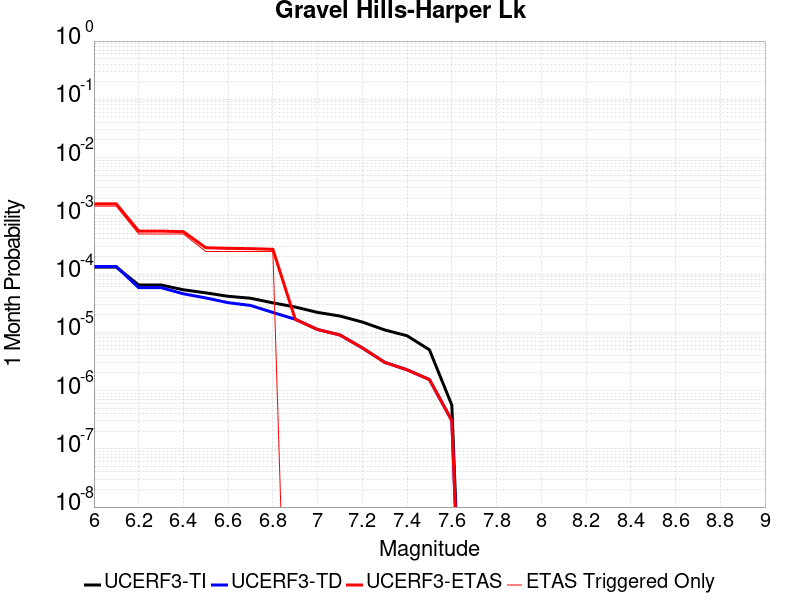 Gravel Hills-Harper Lk
1 Month Probability
10^0
10^-1
10^-2
10^-3
10^-4
10^-5
10^-6
10^-7
10^-8
6 6.2 6.4 6.6 6.8 7 7.2 7.4 7.6 7.8 8 8.2 8.4 8.6 8.8 9
Magnitude
UCERF3-TI UCERF3-TD UCERF3-ETAS ETAS Triggered Only